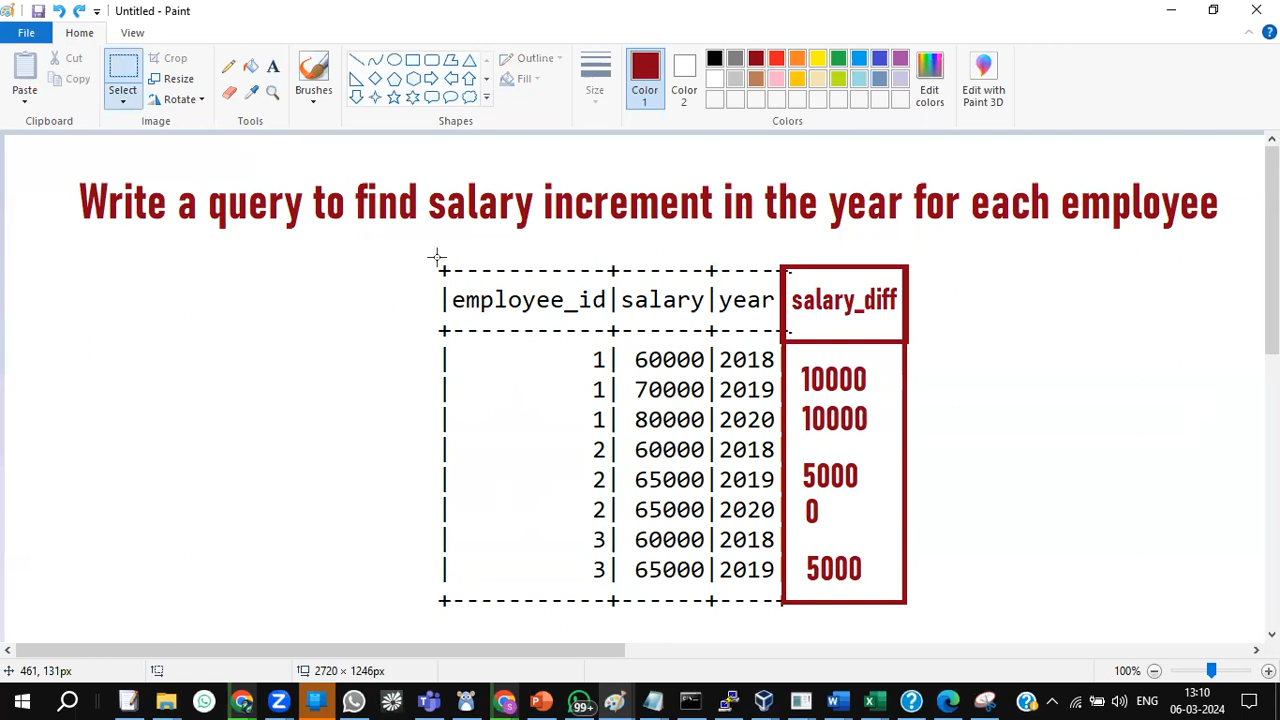 Untitled - Paint
File
Home
View
Paste
Cut
Copy
Clipboard
Select
Crop
Resize
Rotate
Image
A
Tools
Brushes
Outline
Fill
Shapes
Size
Color 1
Color 2
Edit colors
Colors
Edit with Paint 3D
Write a query to find salary increment in the year for each employee
+-----------+------+-----
|employee_id|salary|year salary_diff
+-----------+------+-----
| 1| 60000|2018
| 1| 70000|2019 10000
| 1| 80000|2020 10000
| 2| 60000|2018
| 2| 65000|2019 5000
| 2| 65000|2020 0
| 3| 60000|2018
| 3| 65000|2019 5000
+-----------+------+-----
461, 131px
2720 × 1246px
100%
99+
ENG
13:10
06-03-2024